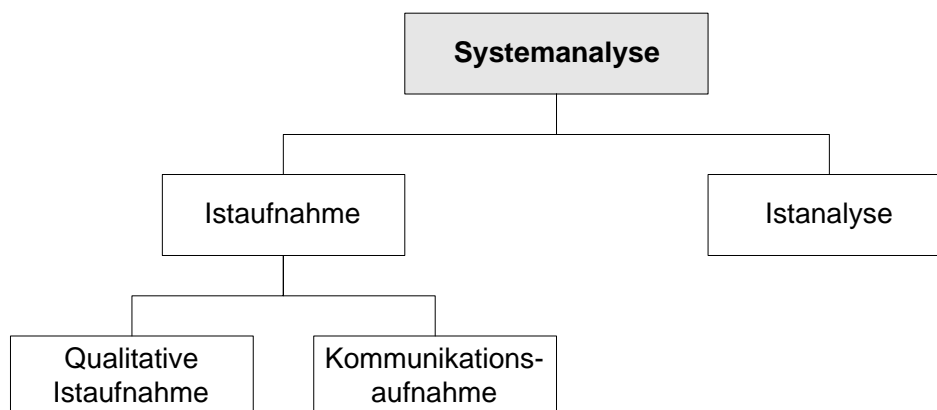 Systemanalyse
Istaufnahme
Istanalyse
Qualitative
Istaufnahme
Kommunikations-
aufnahme